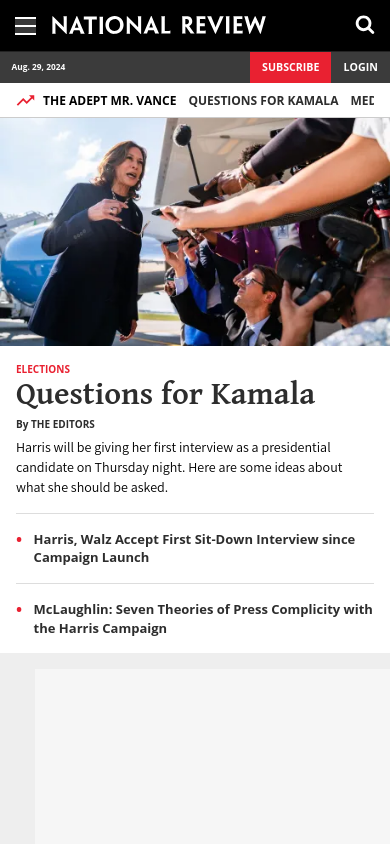 NATIONAL REVIEW
Aug. 29, 2024
SUBSCRIBE
LOGIN
THE ADEPT MR. VANCE QUESTIONS FOR KAMALA MED
ELECTIONS
Questions for Kamala
By THE EDITORS
Harris will be giving her first interview as a presidential
candidate on Thursday night. Here are some ideas about
what she should be asked.
• Harris, Walz Accept First Sit-Down Interview since
Campaign Launch
• McLaughlin: Seven Theories of Press Complicity with
the Harris Campaign